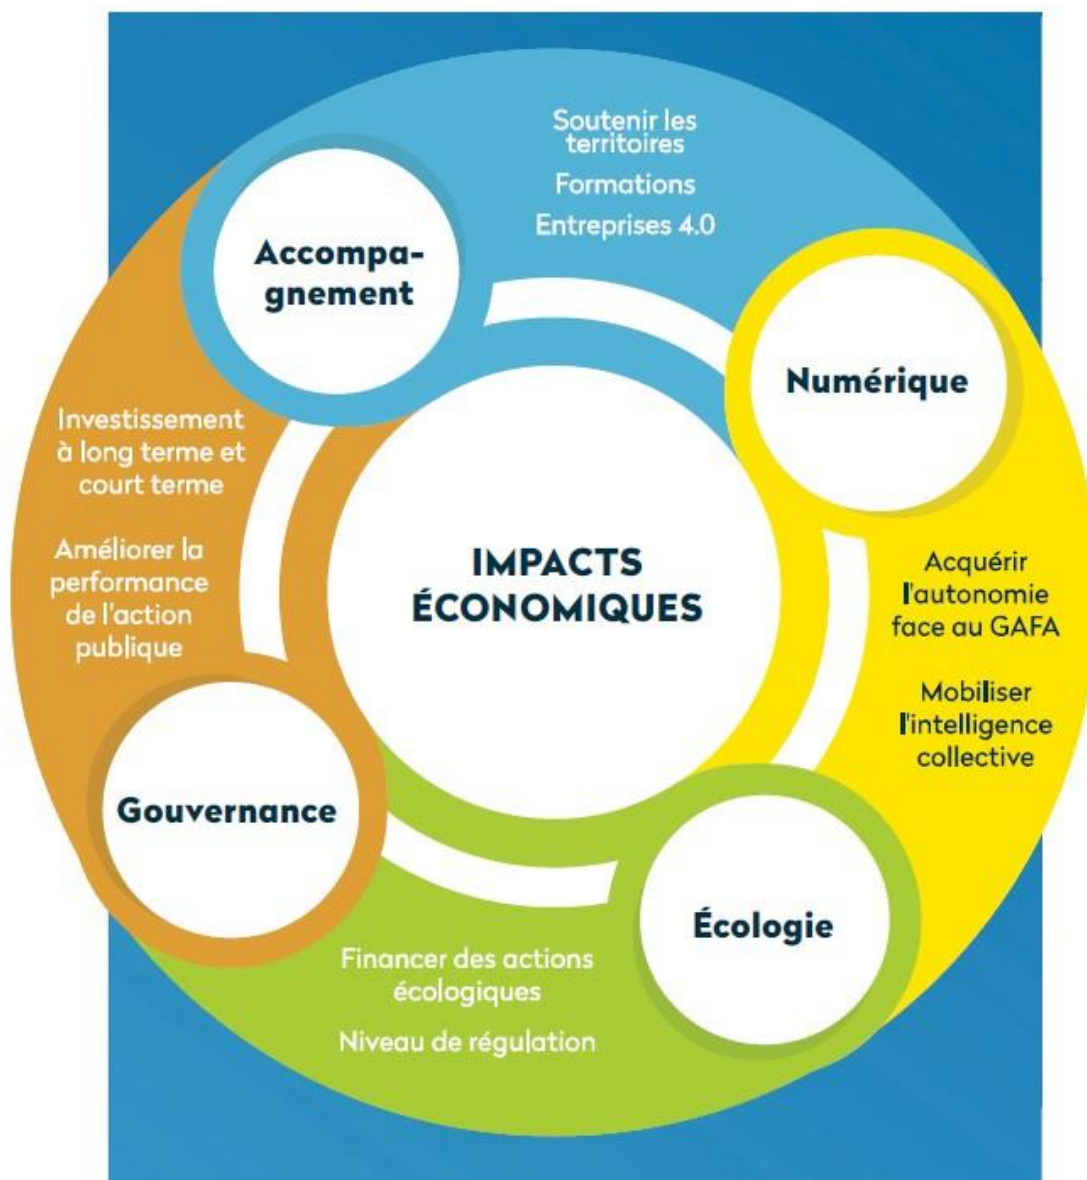 Soutenir les
territoires
Formations
Entreprises 4.0
Accompa-
gnement
Numérique
Investissement
à long terme et
court terme
Améliorer la
performance
de l'action
publique
IMPACTS
ÉCONOMIQUES
Acquérir
l'autonomie
face au GAFA
Mobiliser
l'intelligence
collective
Gouvernance
Écologie
Financer des actions
écologiques
Niveau de régulation